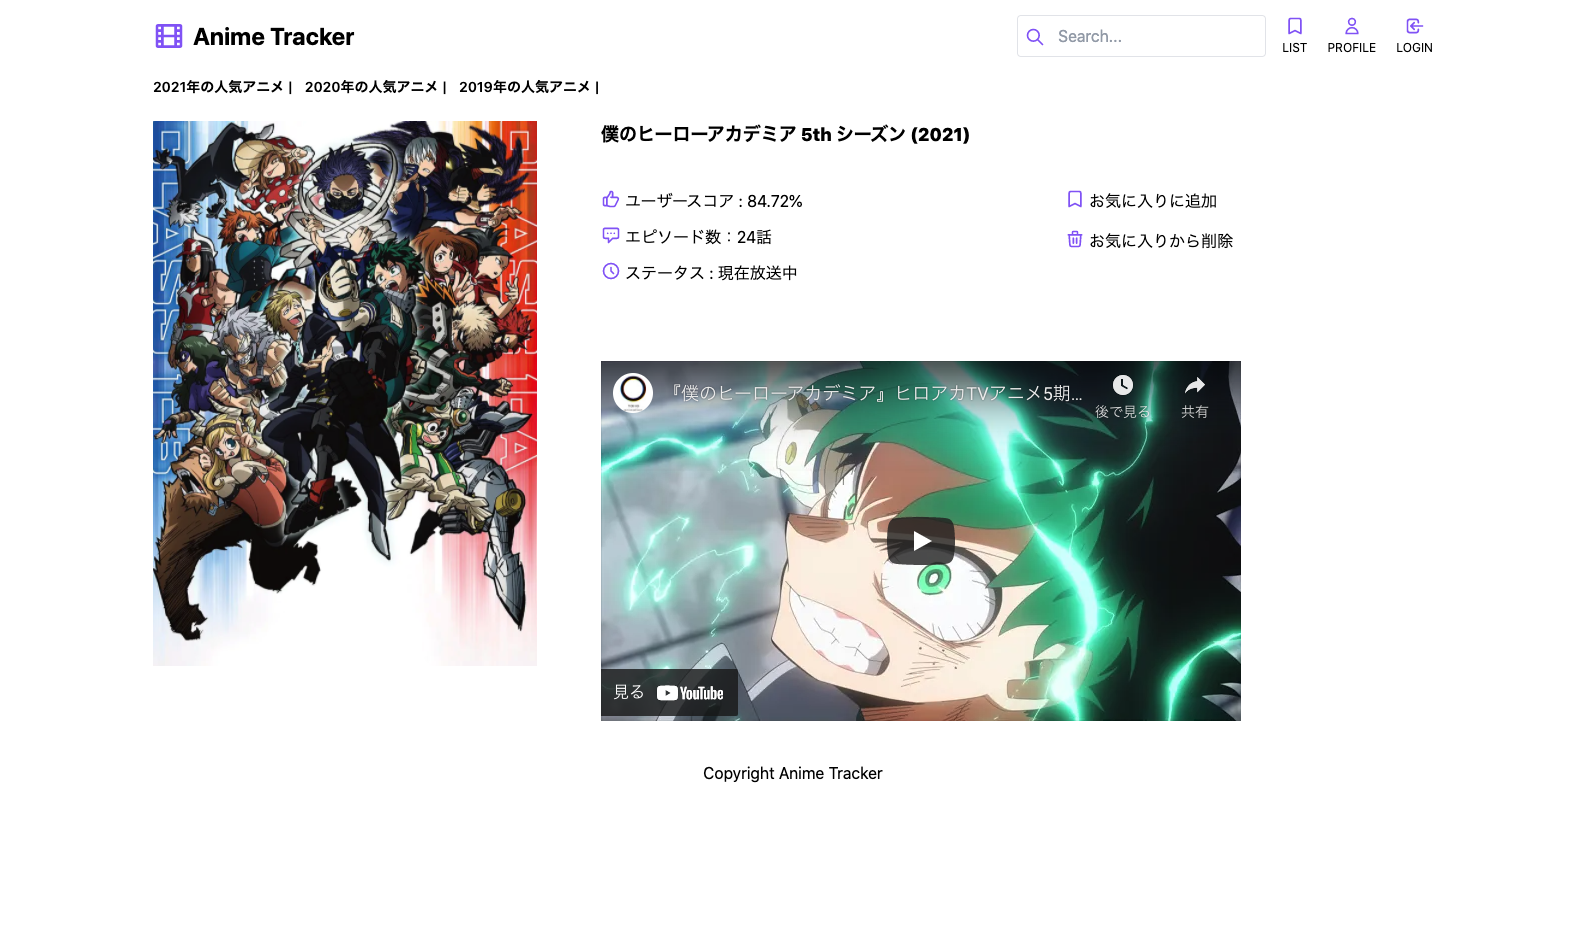 Anime Tracker
Search...
LIST
PROFILE
LOGIN
2021年の人気アニメ |
2020年の人気アニメ |
2019年の人気アニメ |
CLASS 1-B
CLASS 1-A
僕のヒーローアカデミア 5th シーズン (2021)
ユーザースコア : 84.72%
エピソード数：24話
ステータス : 現在放送中
お気に入りに追加
お気に入りから削除
『僕のヒーローアカデミア』ヒロアカTVアニメ5期...
後で見る
共有
見る YouTube
Copyright Anime Tracker